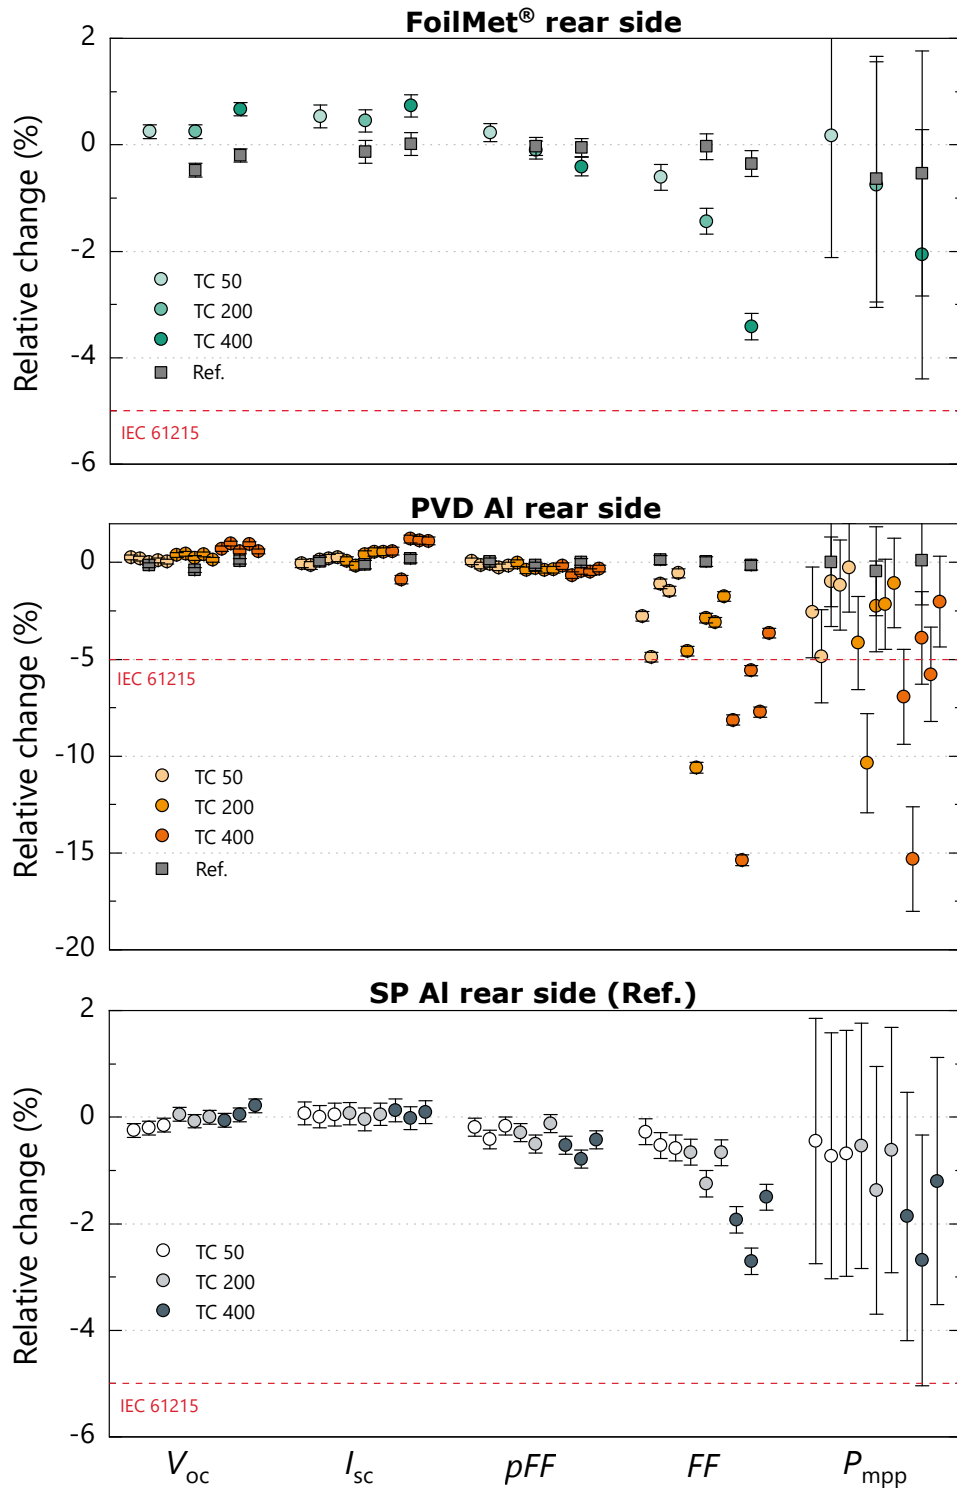 FoilMet® rear side
Relative change (%)
2
0
-2
-4
-6
TC 50
TC 200
TC 400
Ref.
IEC 61215
PVD Al rear side
Relative change (%)
0
-5
-10
-15
-20
IEC 61215
TC 50
TC 200
TC 400
Ref.
SP Al rear side (Ref.)
Relative change (%)
2
0
-2
-4
-6
TC 50
TC 200
TC 400
IEC 61215
Voc Isc pFF FF Pmpp